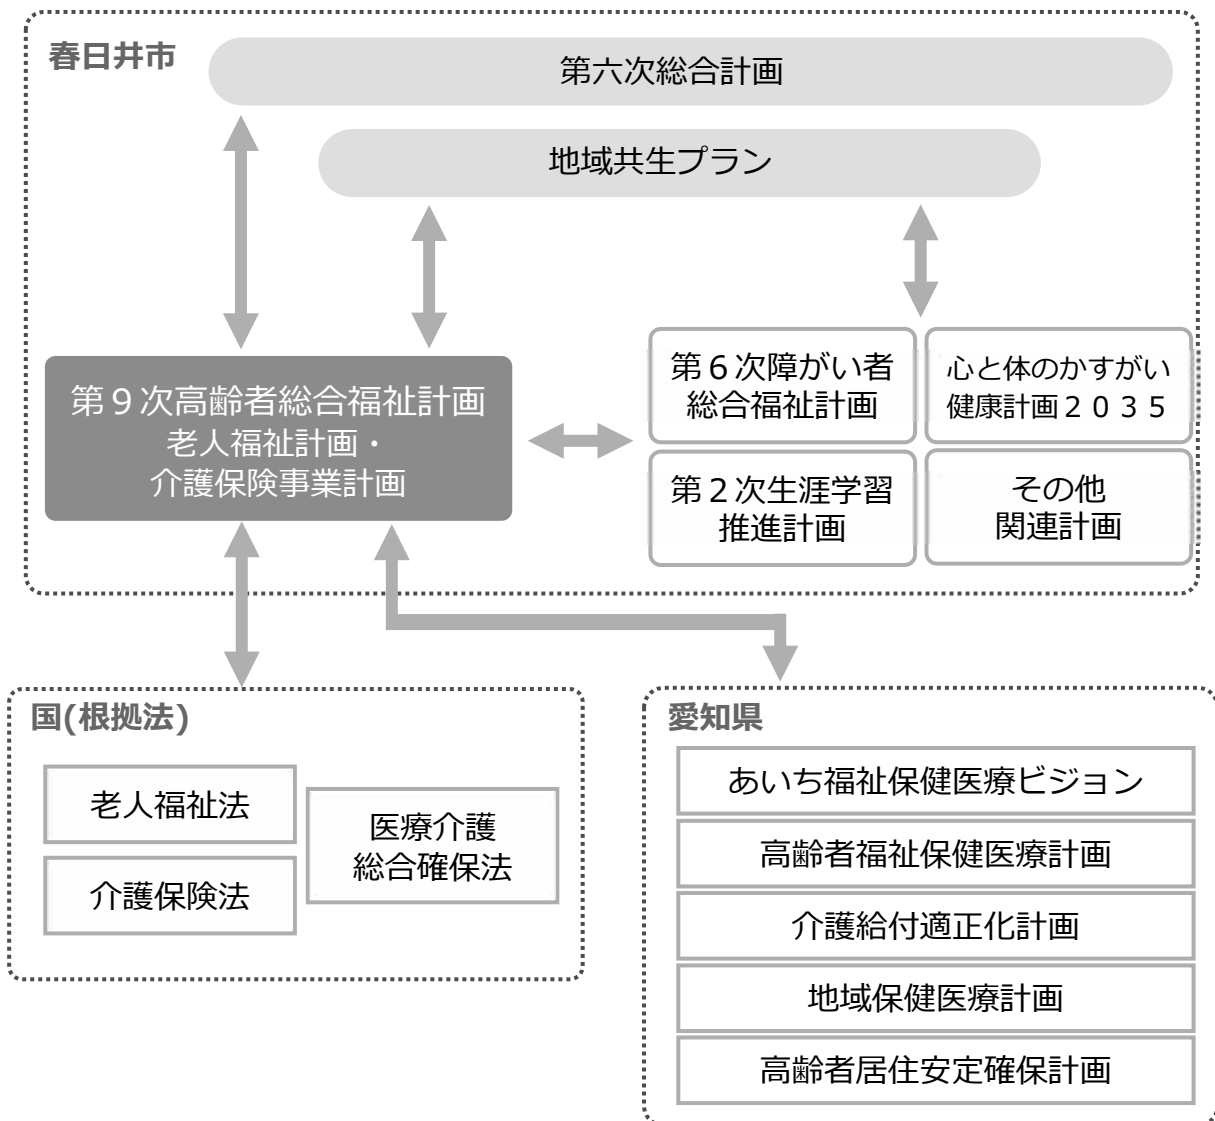 春日井市
第六次総合計画
地域共生プラン
第９次高齢者総合福祉計画
老人福祉計画・
介護保険事業計画
第６次障がい者
総合福祉計画
心と体のかすがい
健康計画２０３５
第２次生涯学習
推進計画
その他
関連計画
国(根拠法)
老人福祉法
介護保険法
医療介護
総合確保法
愛知県
あいち福祉保健医療ビジョン
高齢者福祉保健医療計画
介護給付適正化計画
地域保健医療計画
高齢者居住安定確保計画